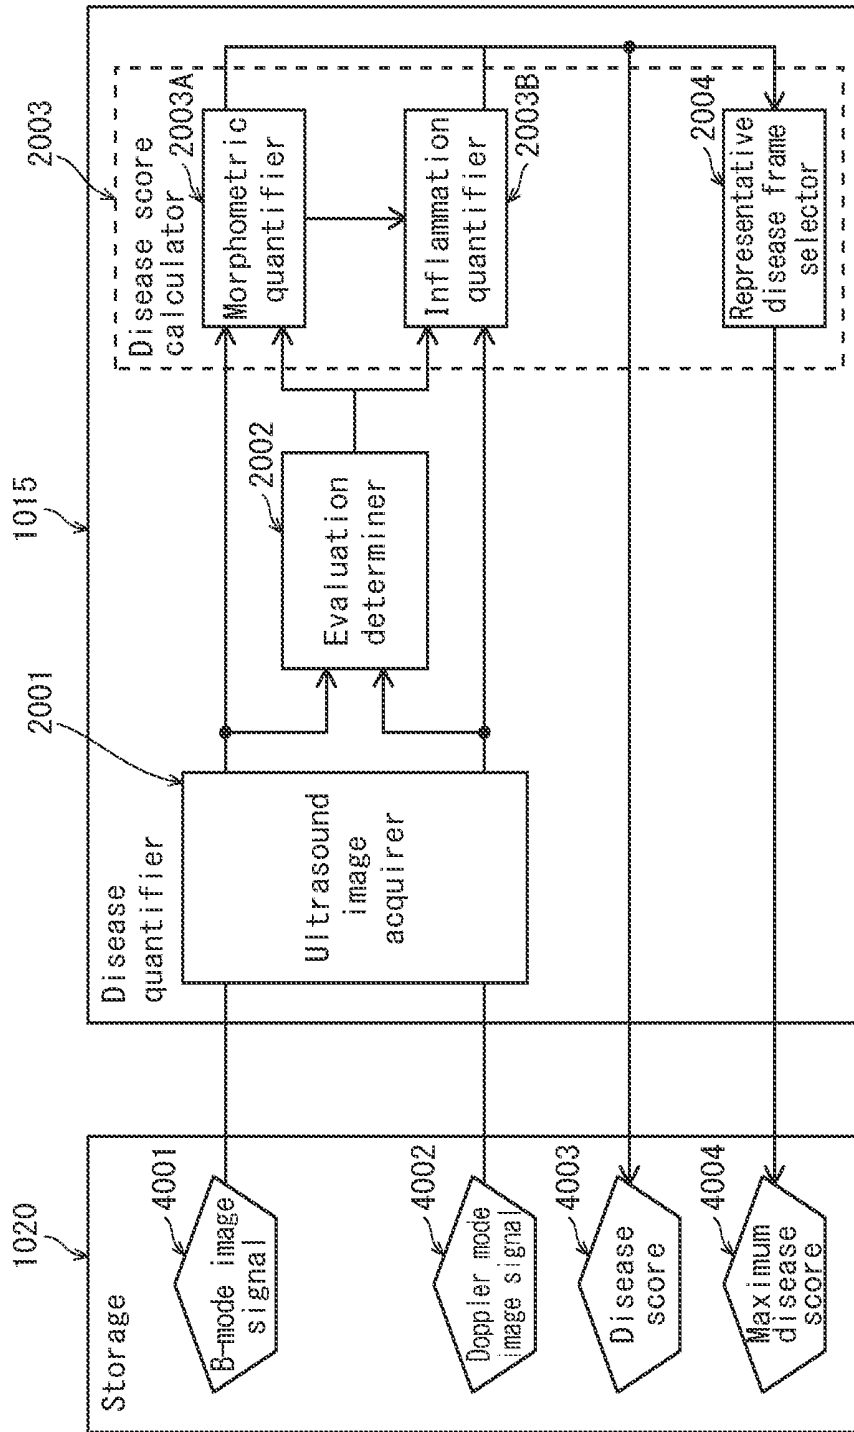 1020
Storage
4001
B-mode image
signal
4002
Doppler mode
image signal
4003
Disease
score
4004
Maximum
disease
score
1015
Disease
quantifier
2001
Ultrasound
image
acquirer
2002
Evaluation
determiner
2003
Disease score
calculator
2003A
Morphometric
quantifier
2003B
Inflammation
quantifier
2004
Representative
disease frame
selector